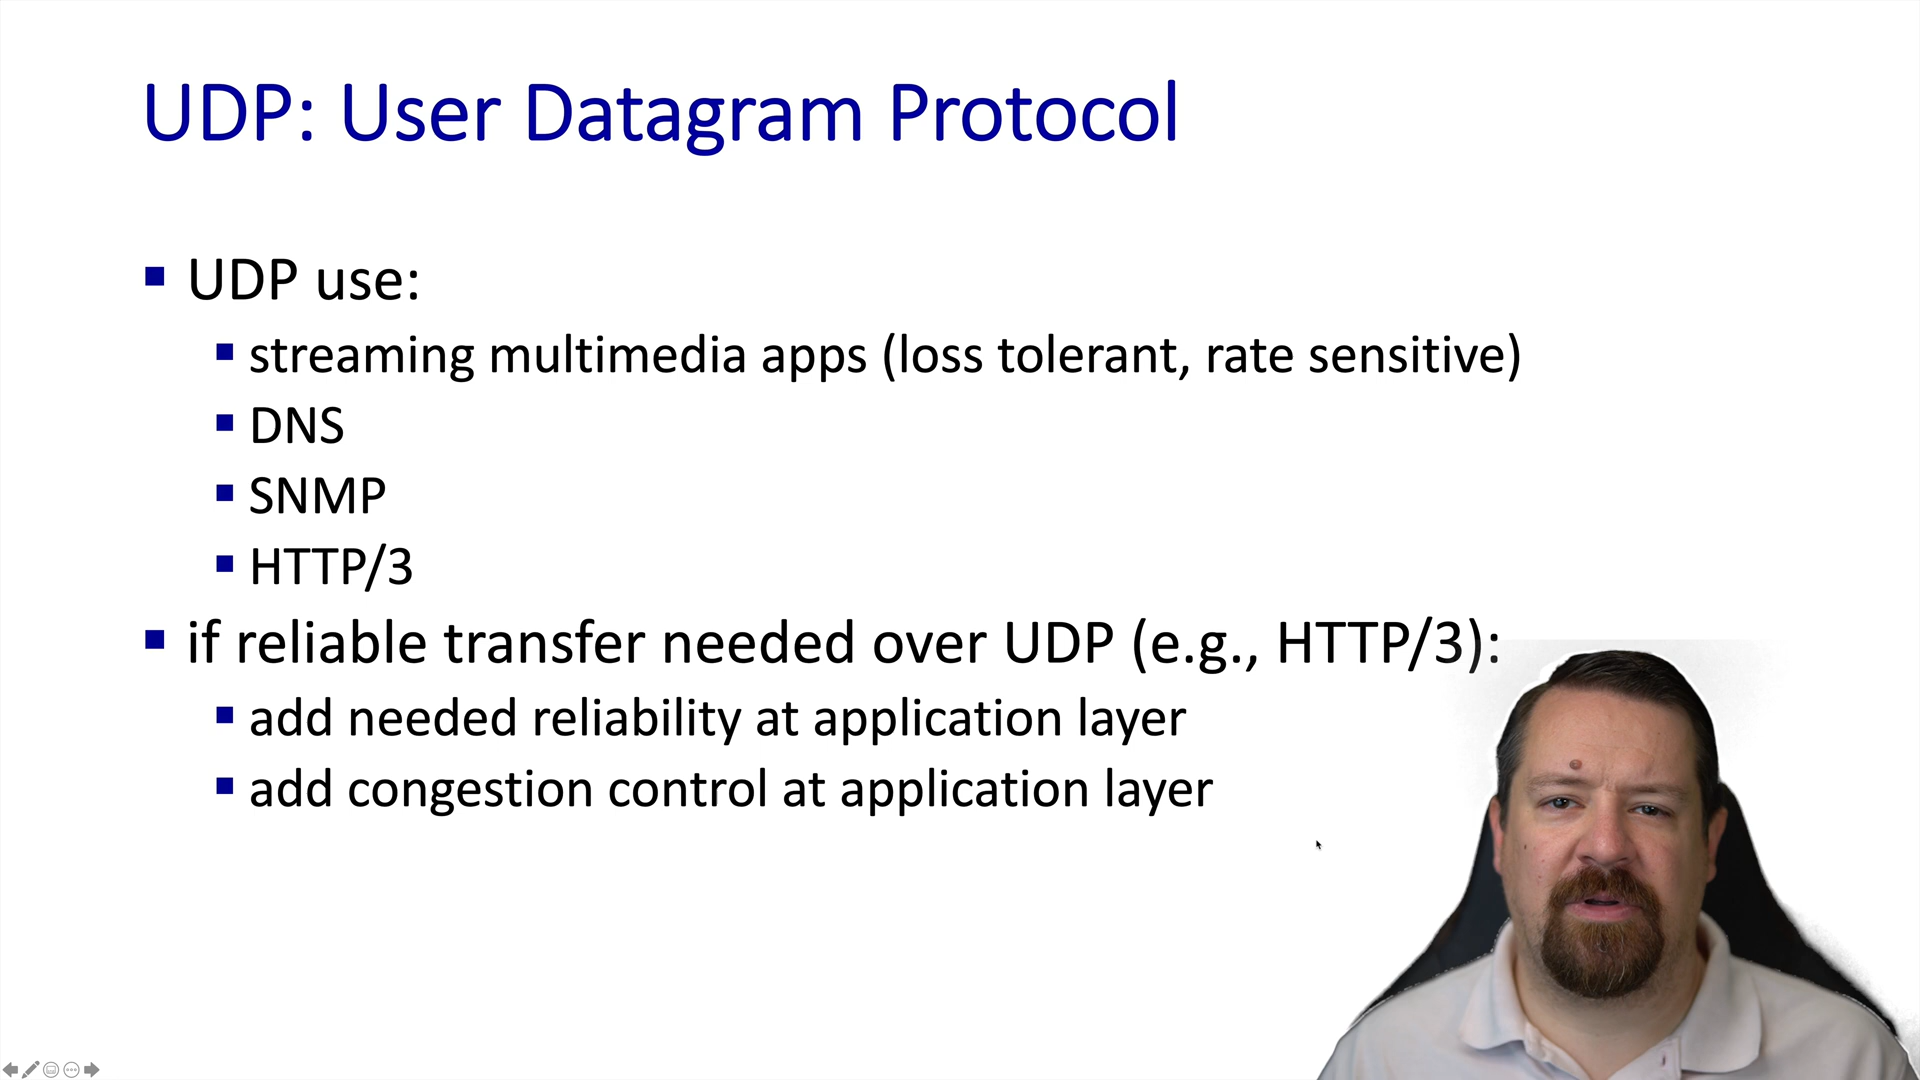 UDP: User Datagram Protocol
UDP use:
streaming multimedia apps (loss tolerant, rate sensitive)
DNS
SNMP
HTTP/3
if reliable transfer needed over UDP (e.g., HTTP/3):
add needed reliability at application layer
add congestion control at application layer